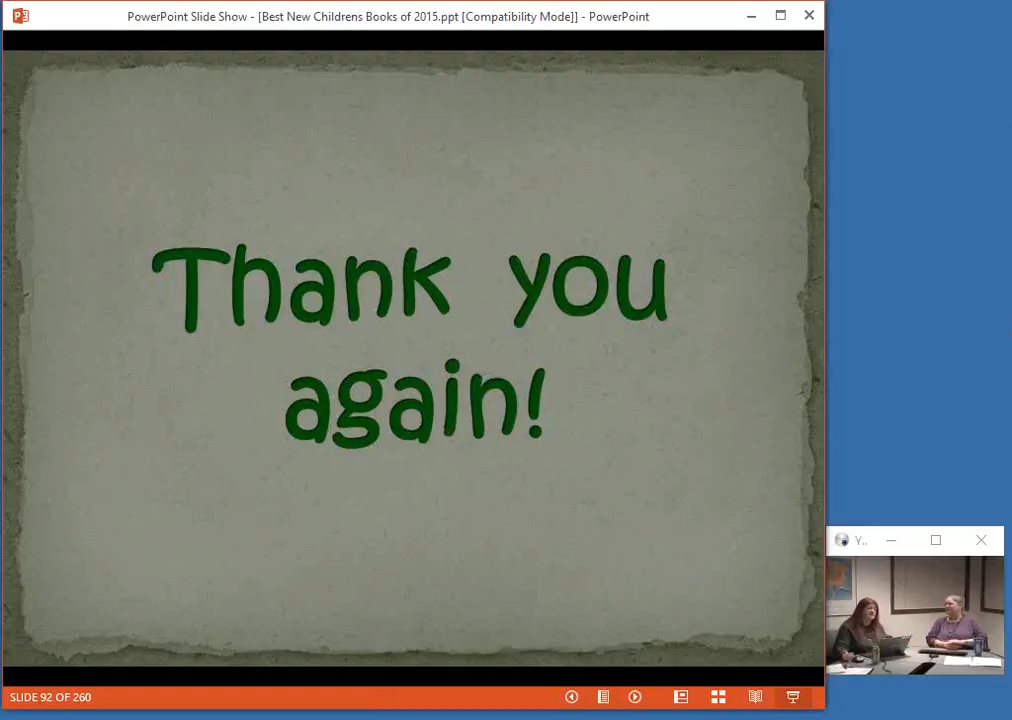 PowerPoint Slide Show - [Best New Childrens Books of 2015.ppt [Compatibility Mode]] - PowerPoint
Thank you
again!
Y..
SLIDE 92 OF 260